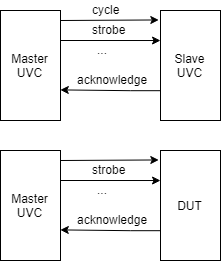 cycle
strobe
...
Master
UVC
Slave
UVC
acknowledge
strobe
...
Master
UVC
DUT
acknowledge